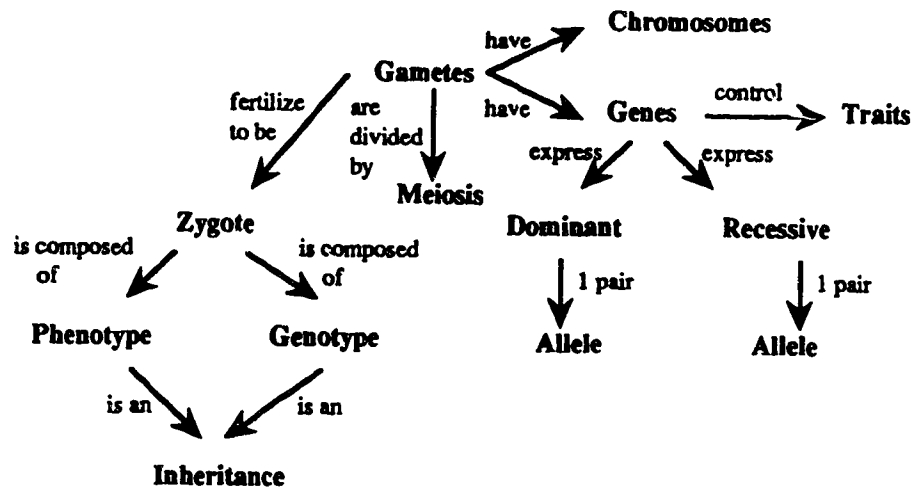 Chromosomes
have
Gametes
have
Genes
control
Traits
fertilize
to be
are
divided
by
express
express
Meiosis
Zygote
Dominant
Recessive
is composed
of
is composed
of
1 pair
1 pair
Phenotype
Genotype
Allele
Allele
is an
is an
Inheritance